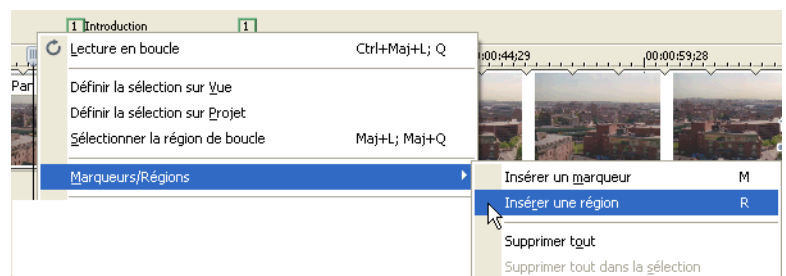 1 Introduction 1
Lecture en boucle Ctrl+Maj+L; Q
:00:44;29 00:00:59;28
Par
Définir la sélection sur Vue
Définir la sélection sur Projet
Sélectionner la région de boucle Maj+L; Maj+Q
Marqueurs/Régions
Insérer un marqueur M
Insérer une région R
Supprimer tout
Supprimer tout dans la sélection